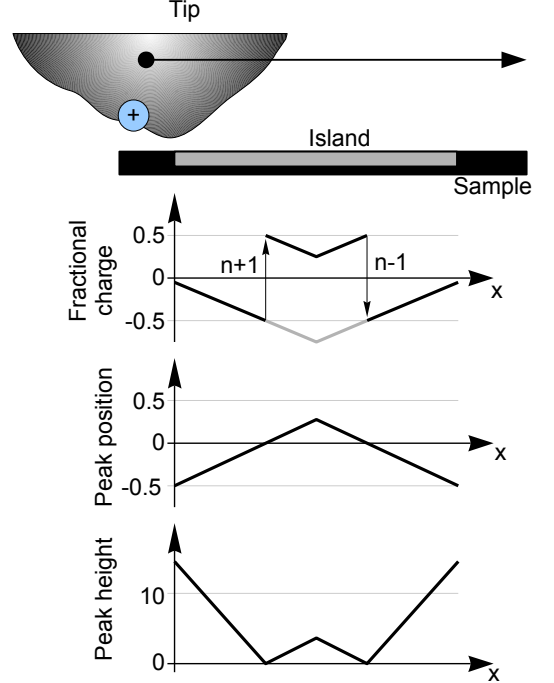 Tip
+
Island
Sample
Fractional
charge
0.5
0
-0.5
n+1
n-1
x
Peak position
0.5
0
-0.5
x
Peak height
10
0
x